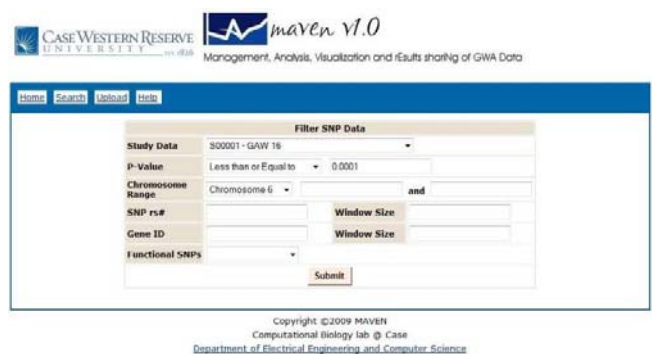 CASE WESTERN RESERVE
UNIVERSITY EST. 1826
maven v1.0
Management, Analysis, Visualization and rEsults shariNg of GWA Data
Home Search Upload Help
Filter SNP Data
Study Data S00001 - GAW 16
P-Value Less than or Equal to 0.0001
Chromosome Range Chromosome 6 and
SNP rs# Window Size
Gene ID Window Size
Functional SNPs
Submit
Copyright ©2009 MAVEN
Computational Biology lab @ Case
Department of Electrical Engineering and Computer Science